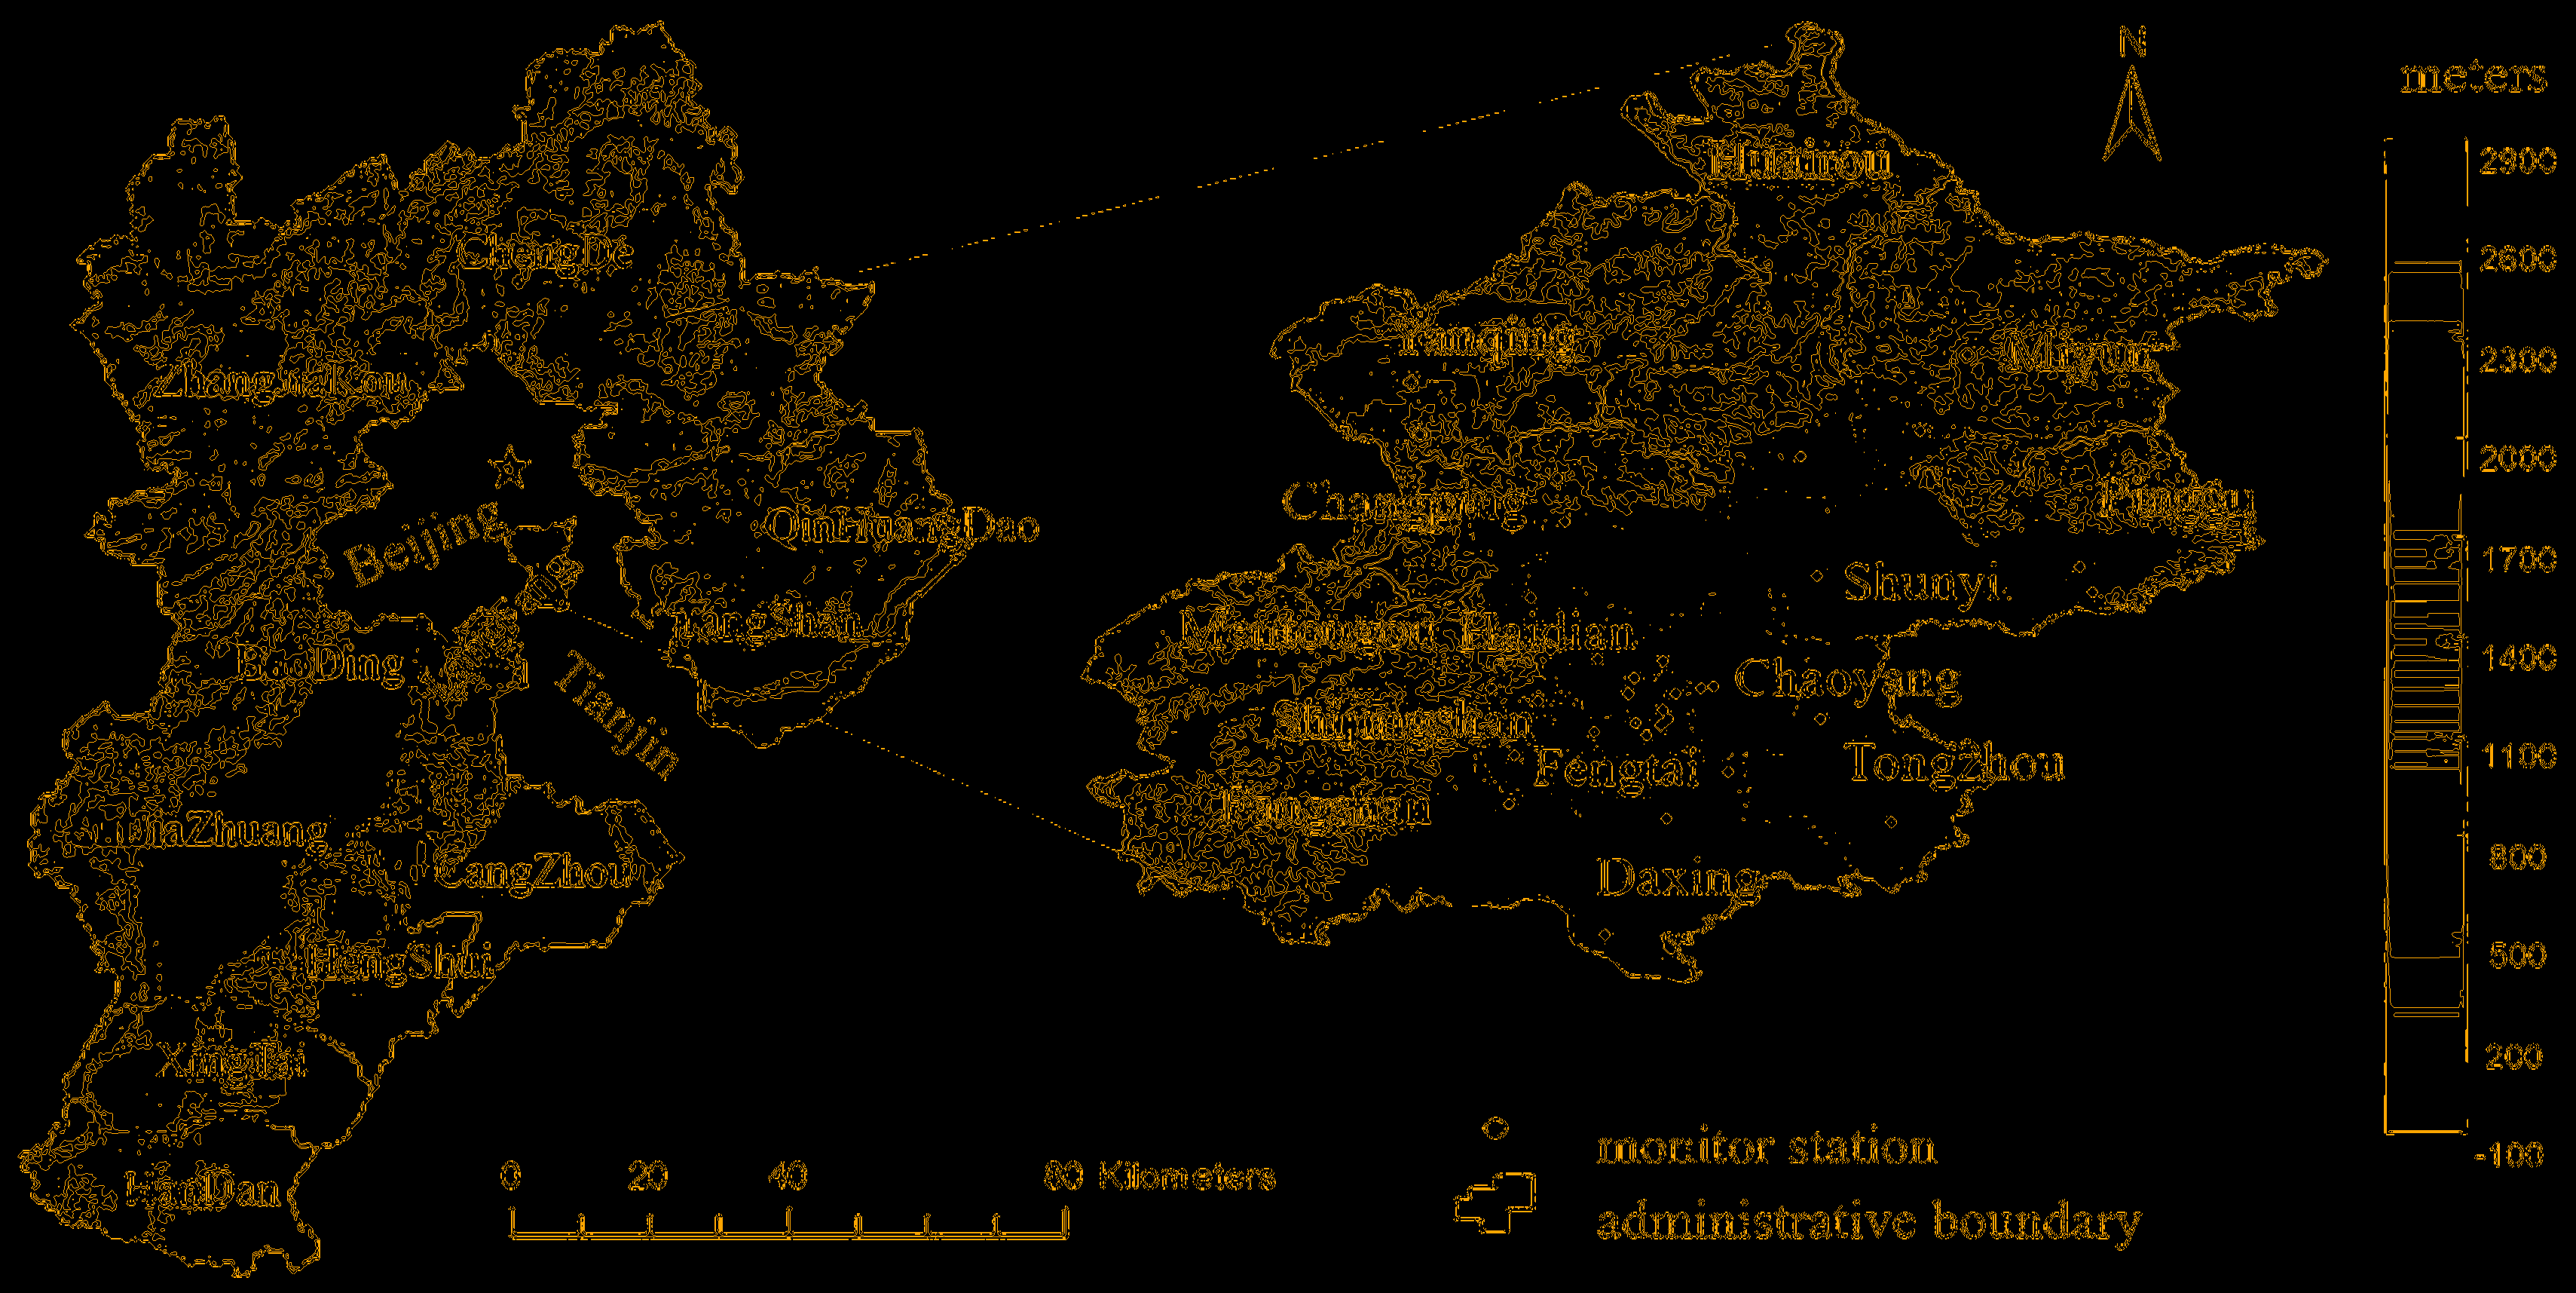 N
meters
2900
2600
2300
2000
1700
1400
1100
800
500
200
-100
ChengDe
ZhangJiaKou
Beijing
QinHuangDao
TangShan
BaoDing
Tianjin
JiaZhuang
CangZhou
HengShui
XingTai
HanDan
Huairou
Yanqing
Miyun
Changping
Pinggu
Shunyi
Mentougou
Haidian
Chaoyang
Shijingshan
Fengtai
Tongzhou
Fangshan
Daxing
0 20 40 80 Kilometers
monitor station
administrative boundary